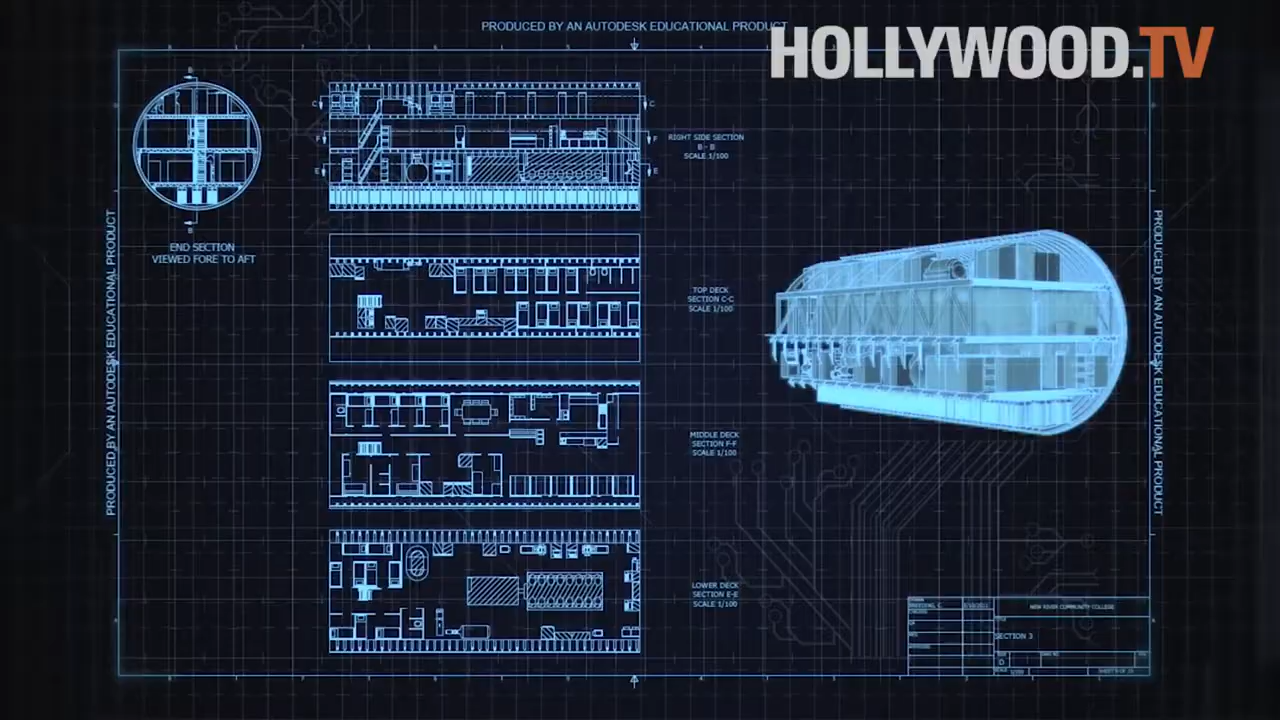 PRODUCED BY AN AUTODESK EDUCATIONAL PRODUCT
HOLLYWOOD.TV
B
C
C
F
F
E
E
RIGHT SIDE SECTION
B - B
SCALE 1/100
B
END SECTION
VIEWED FORE TO AFT
PRODUCED BY AN AUTODESK EDUCATIONAL PRODUCT
PRODUCED BY AN AUTODESK EDUCATIONAL PRODUCT
TOP DECK
SECTION C-C
SCALE 1/100
MIDDLE DECK
SECTION F-F
SCALE 1/100
LOWER DECK
SECTION E-E
SCALE 1/100
NEW RIVER COMMUNITY COLLEGE
SECTION 3
D